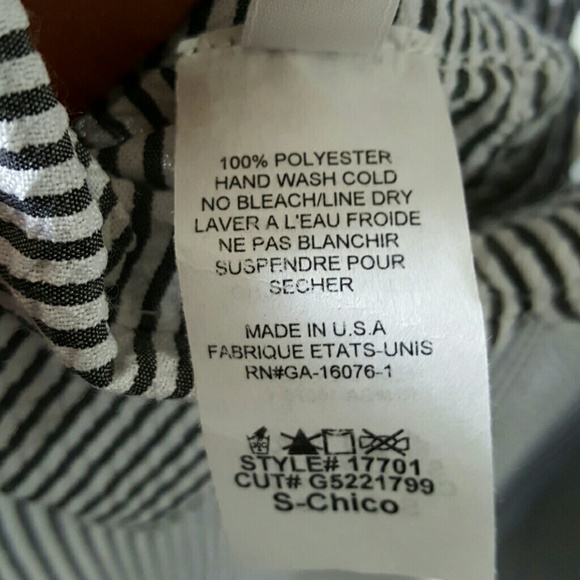 100% POLYESTER
HAND WASH COLD
NO BLEACH/LINE DRY
LAVER A L'EAU FROIDE
NE PAS BLANCHIR
SUSPENDRE POUR
SECHER
MADE IN U.S.A
FABRIQUE ETATS-UNIS
RN#GA-16076-1
STYLE# 17701
CUT# G5221799
S-Chico